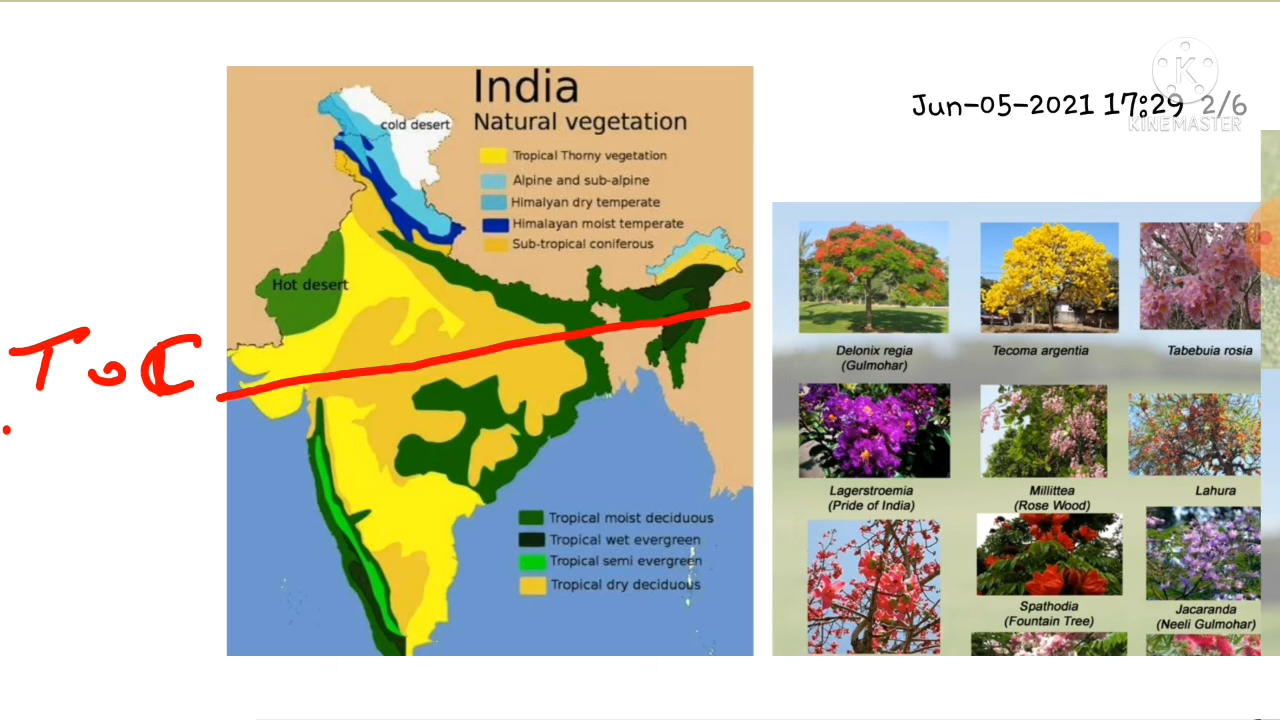 India
Natural vegetation
cold desert
Tropical Thorny vegetation
Alpine and sub-alpine
Himalyan dry temperate
Himalayan moist temperate
Sub-tropical coniferous
Hot desert
Tropical moist deciduous
Tropical wet evergreen
Tropical semi evergreen
Tropical dry deciduous
ToC
Jun-05-2021 17:29 2/6
K
KINEMASTER
Delonix regia
(Gulmohar)
Tecoma argentia
Tabebuia rosia
Lagerstroemia
(Pride of India)
Millittea
(Rose Wood)
Lahura
Spathodia
(Fountain Tree)
Jacaranda
(Neeli Gulmohar)